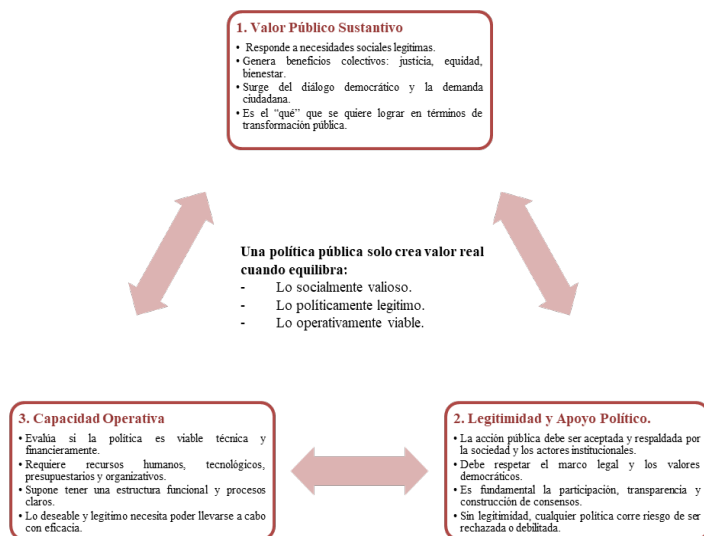 1. Valor Público Sustantivo
• Responde a necesidades sociales legitimas.
• Genera beneficios colectivos: justicia, equidad,
bienestar.
• Surge del diálogo democrático y la demanda
ciudadana.
• Es el “qué” que se quiere lograr en términos de
transformación pública.
Una política pública solo crea valor real
cuando equilibra:
- Lo socialmente valioso.
- Lo políticamente legitimo.
- Lo operativamente viable.
3. Capacidad Operativa
• Evalúa si la política es viable técnica y
financieramente.
• Requiere recursos humanos, tecnológicos,
presupuestarios y organizativos.
• Supone tener una estructura funcional y procesos
claros.
• Lo deseable y legitimo necesita poder llevarse a cabo
con eficacia.
2. Legitimidad y Apoyo Político.
• La acción pública debe ser aceptada y respaldada por
la sociedad y los actores institucionales.
• Debe respetar el marco legal y los valores
democráticos.
• Es fundamental la participación, transparencia y
construcción de consensos.
• Sin legitimidad, cualquier política corre riesgo de ser
rechazada o debilitada.